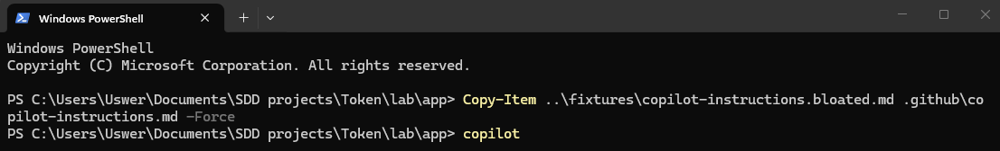 Windows PowerShell
Windows PowerShell
Copyright (C) Microsoft Corporation. All rights reserved.
PS C:\Users\Uswer\Documents\SDD projects\Token\lab\app> Copy-Item ..\fixtures\copilot-instructions.bloated.md .github\co
pilot-instructions.md -Force
PS C:\Users\Uswer\Documents\SDD projects\Token\lab\app> copilot